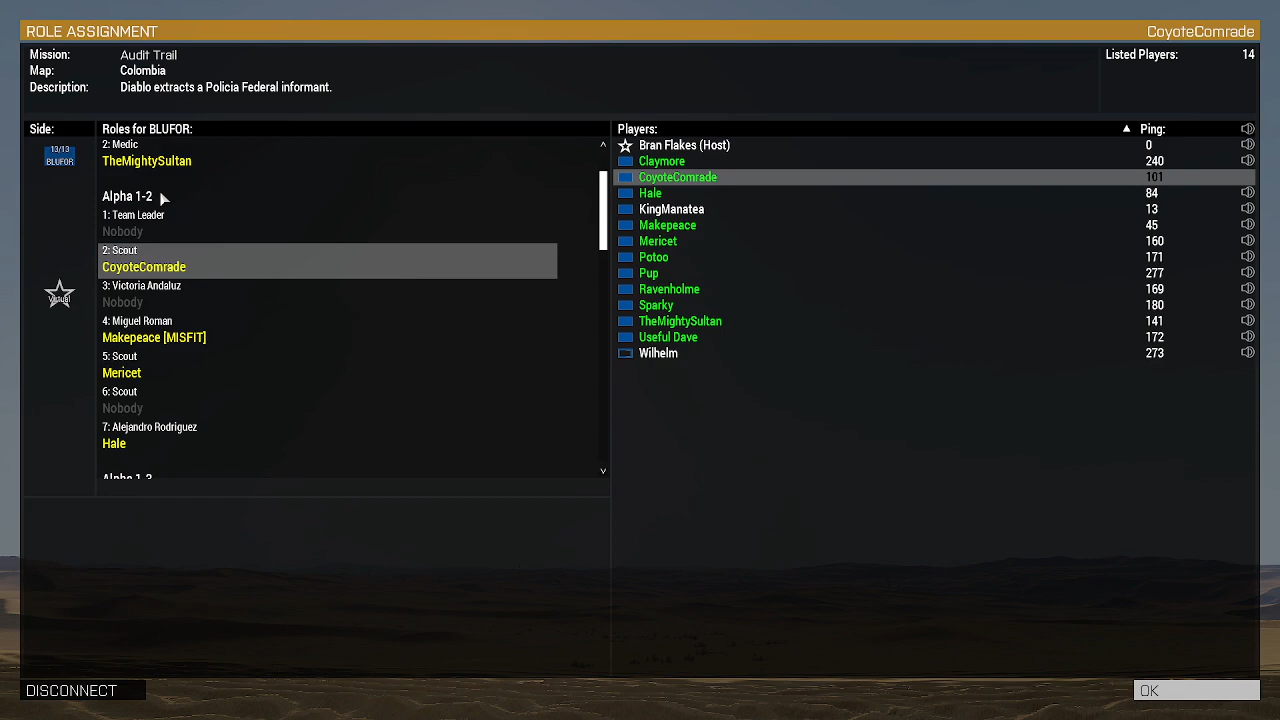 ROLE ASSIGNMENT CoyoteComrade
Mission: Audit Trail Listed Players: 14
Map: Colombia
Description: Diablo extracts a Policia Federal informant.
Side: Roles for BLUFOR:
13/13
BLUFOR
Virtual
2: Medic
TheMightySultan
Alpha 1-2
1: Team Leader
Nobody
2: Scout
CoyoteComrade
3: Victoria Andaluz
Nobody
4: Miguel Roman
Makepeace [MISFIT]
5: Scout
Mericet
6: Scout
Nobody
7: Alejandro Rodriguez
Hale
Alpha 1-3
Players: Ping:
Bran Flakes (Host) 0
Claymore 240
CoyoteComrade 101
Hale 84
KingManatea 13
Makepeace 45
Mericet 160
Potoo 171
Pup 277
Ravenholme 169
Sparky 180
TheMightySultan 141
Useful Dave 172
Wilhelm 273
DISCONNECT OK